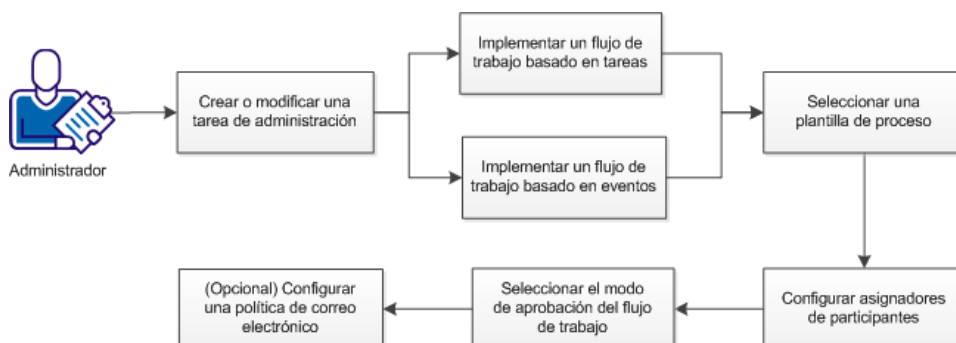 Administrador
Crear o modificar una
tarea de administración
Implementar un flujo de
trabajo basado en tareas
Implementar un flujo de
trabajo basado en eventos
Seleccionar una
plantilla de proceso
Configurar asignadores
de participantes
Seleccionar el modo
de aprobación del flujo
de trabajo
(Opcional) Configurar
una política de correo
electrónico